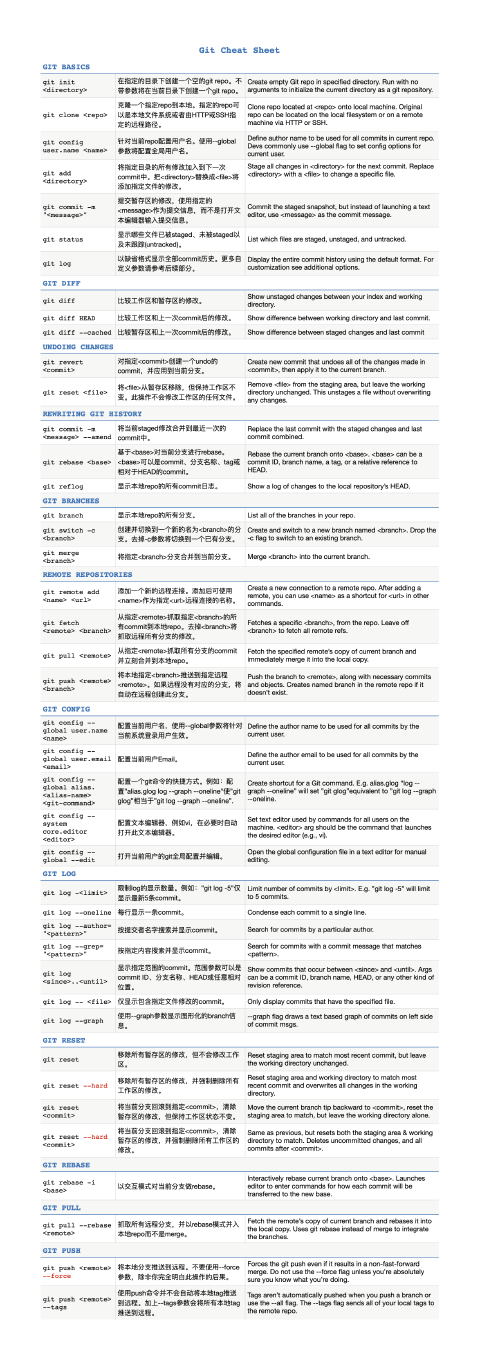 Git Cheat Sheet
GIT BASICS
git init
<directory>
在指定的目录下创建一个空的git repo。不
带参数将在当前目录下创建一个git repo。
Create empty Git repo in specified directory. Run with no
arguments to initialize the current directory as a git repository.
git clone <repo>
克隆一个指定repo到本地。指定的repo可
以是本地文件系统或者由HTTP或SSH指
定的远程路径。
Clone repo located at <repo> onto local machine. Original
repo can be located on the local filesystem or on a remote
machine via HTTP or SSH.
git config
user.name <name>
针对当前repo配置用户名。使用--global
参数将配置全局用户名。
Define author name to be used for all commits in current repo.
Devs commonly use --global flag to set config options for
current user.
git add
<directory>
将指定目录的所有修改加入到下一次
commit中。把<directory>替换成<file>将
添加指定文件的修改。
Stage all changes in <directory> for the next commit. Replace
<directory> with a <file> to change a specific file.
git commit -m
"<message>"
提交暂存区的修改，使用指定的
<message>作为提交信息，而不是打开文
本编辑器输入提交信息。
Commit the staged snapshot, but instead of launching a text
editor, use <message> as the commit message.
git status
显示哪些文件已被staged、未被staged以
及未跟踪(untracked)。
List which files are staged, unstaged, and untracked.
git log
以缺省格式显示全部commit历史。更多自
定义参数请参考后续部分。
Display the entire commit history using the default format. For
customization see additional options.
GIT DIFF
git diff
比较工作区和暂存区的修改。
Show unstaged changes between your index and working
directory.
git diff HEAD
比较工作区和上一次commit后的修改。
Show difference between working directory and last commit.
git diff --cached
比较暂存区和上一次commit后的修改。
Show difference between staged changes and last commit
UNDOING CHANGES
git revert
<commit>
对指定<commit>创建一个undo的
commit，并应用到当前分支。
Create new commit that undoes all of the changes made in
<commit>, then apply it to the current branch.
git reset <file>
将<file>从暂存区移除，但保持工作区不
变。此操作不会修改工作区的任何文件。
Remove <file> from the staging area, but leave the working
directory unchanged. This unstages a file without overwriting
any changes.
REWRITING GIT HISTORY
git commit -m
<message> --amend
将当前staged修改合并到最近一次的
commit中。
Replace the last commit with the staged changes and last
commit combined.
git rebase <base>
基于<base>对当前分支进行rebase。
<base>可以是commit、分支名称、tag或
相对于HEAD的commit。
Rebase the current branch onto <base>. <base> can be a
commit ID, branch name, a tag, or a relative reference to
HEAD.
git reflog
显示本地repo的所有commit日志。
Show a log of changes to the local repository's HEAD.
GIT BRANCHES
git branch
显示本地repo的所有分支。
List all of the branches in your repo.
git switch -c
<branch>
创建并切换到一个新的名为<branch>的分
支。去掉-c参数将切换到一个已有分支。
Create and switch to a new branch named <branch>. Drop the
-c flag to switch to an existing branch.
git merge
<branch>
将指定<branch>分支合并到当前分支。
Merge <branch> into the current branch.
REMOTE REPOSITORIES
git remote add
<name> <url>
添加一个新的远程连接。添加后可使用
<name>作为指定<url>远程连接的名称。
Create a new connection to a remote repo. After adding a
remote, you can use <name> as a shortcut for <url> in other
commands.
git fetch
<remote> <branch>
从指定<remote>抓取指定<branch>的所
有commit到本地repo。去掉<branch>将
抓取远程所有分支的修改。
Fetches a specific <branch>, from the repo. Leave off
<branch> to fetch all remote refs.
git pull <remote>
从指定<remote>抓取所有分支的commit
并立刻合并到本地repo。
Fetch the specified remote's copy of current branch and
immediately merge it into the local copy.
git push <remote>
<branch>
将本地指定<branch>推送到指定远程
<remote>。如果远程没有对应的分支，将
自动在远程创建此分支。
Push the branch to <remote>, along with necessary commits
and objects. Creates named branch in the remote repo if it
doesn't exist.
GIT CONFIG
git config --
global user.name
<name>
配置当前用户名，使用--global参数将针对
当前系统登录用户生效。
Define the author name to be used for all commits by the
current user.
git config --
global user.email
<email>
配置当前用户Email。
Define the author email to be used for all commits by the
current user.
git config --
global alias.
<alias-name>
<git-command>
配置一个git命令的快捷方式。例如：配
置"alias.glog log --graph --oneline"使"git
glog"相当于"git log --graph --oneline".
Create shortcut for a Git command. E.g. alias.glog "log --
graph --oneline" will set "git glog"equivalent to "git log --graph
--oneline.
git config --
system
core.editor
<editor>
配置文本编辑器，例如vi，在必要时自动
打开此文本编辑器。
Set text editor used by commands for all users on the
machine. <editor> arg should be the command that launches
the desired editor (e.g., vi).
git config --
global --edit
打开当前用户的git全局配置并编辑。
Open the global configuration file in a text editor for manual
editing.
GIT LOG
git log -<limit>
限制log的显示数量。例如："git log -5"仅
显示最新5条commit。
Limit number of commits by <limit>. E.g. "git log -5" will limit
to 5 commits.
git log --oneline
每行显示一条commit。
Condense each commit to a single line.
git log --author=
"<pattern>"
按提交者名字搜索并显示commit。
Search for commits by a particular author.
git log --grep=
"<pattern>"
按指定内容搜索并显示commit。
Search for commits with a commit message that matches
<pattern>.
git log
<since>..<until>
显示指定范围的commit。范围参数可以是
commit ID、分支名称、HEAD或任意相对
位置。
Show commits that occur between <since> and <until>. Args
can be a commit ID, branch name, HEAD, or any other kind of
revision reference.
git log -- <file>
仅显示包含指定文件修改的commit。
Only display commits that have the specified file.
git log --graph
使用--graph参数显示图形化的branch信
息。
--graph flag draws a text based graph of commits on left side
of commit msgs.
GIT RESET
git reset
移除所有暂存区的修改，但不会修改工作
区。
Reset staging area to match most recent commit, but leave
the working directory unchanged.
git reset --hard
移除所有暂存区的修改，并强制删除所有
工作区的修改。
Reset staging area and working directory to match most
recent commit and overwrites all changes in the working
directory.
git reset
<commit>
将当前分支回滚到指定<commit>，清除
暂存区的修改，但保持工作区状态不变。
Move the current branch tip backward to <commit>, reset the
staging area to match, but leave the working directory alone.
git reset --hard
<commit>
将当前分支回滚到指定<commit>，清除
暂存区的修改，并强制删除所有工作区的
修改。
Same as previous, but resets both the staging area & working
directory to match. Deletes uncommitted changes, and all
commits after <commit>.
GIT REBASE
git rebase -i
<base>
以交互模式对当前分支做rebase。
Interactively rebase current branch onto <base>. Launches
editor to enter commands for how each commit will be
transferred to the new base.
GIT PULL
git pull --rebase
<remote>
抓取所有远程分支，并以rebase模式并入
本地repo而不是merge。
Fetch the remote's copy of current branch and rebases it into
the local copy. Uses git rebase instead of merge to integrate
the branches.
GIT PUSH
git push <remote>
--force
将本地分支推送到远程。不要使用--force
参数，除非你完全明白此操作的后果。
Forces the git push even if it results in a non-fast-forward
merge. Do not use the --force flag unless you're absolutely
sure you know what you're doing.
git push <remote>
--tags
使用push命令并不会自动将本地tag推送
到远程。加上--tags参数会将所有本地tag
推送到远程。
Tags aren't automatically pushed when you push a branch or
use the --all flag. The --tags flag sends all of your local tags to
the remote repo.